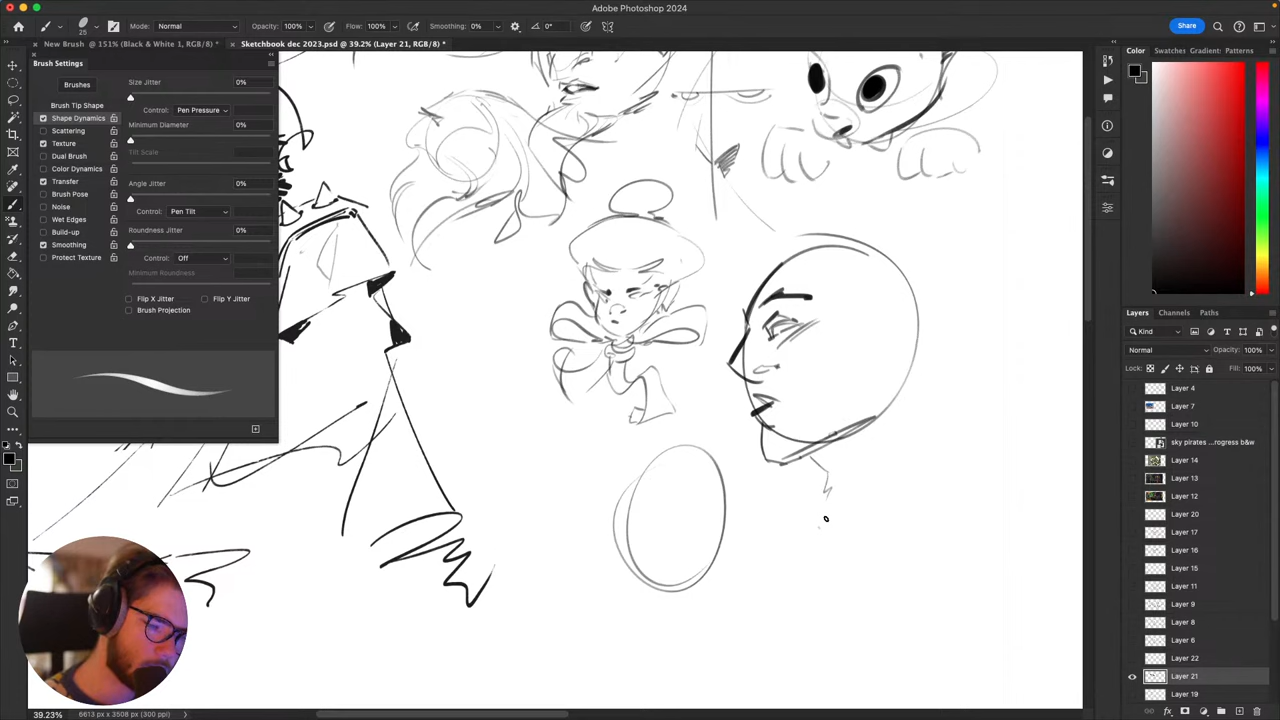 Adobe Photoshop 2024
25
Mode: Normal
Opacity: 100%
Flow: 100%
Smoothing: 0%
0°
Share
New Brush @ 151% (Black & White 1, RGB/8) *
Sketchbook dec 2023.psd @ 39.2% (Layer 21, RGB/8) *
Brush Settings
Brushes
Brush Tip Shape
Shape Dynamics
Scattering
Texture
Dual Brush
Color Dynamics
Transfer
Brush Pose
Noise
Wet Edges
Build-up
Smoothing
Protect Texture
Size Jitter 0%
Control: Pen Pressure
Minimum Diameter 0%
Tilt Scale
Angle Jitter 0%
Control: Pen Tilt
Roundness Jitter 0%
Control: Off
Minimum Roundness
Flip X Jitter Flip Y Jitter
Brush Projection
Color Swatches Gradient: Patterns
Layers Channels Paths
Kind
Normal Opacity: 100%
Lock: Fill: 100%
Layer 4
Layer 7
Layer 10
sky pirates ...rogress b&w
Layer 14
Layer 13
Layer 12
Layer 20
Layer 17
Layer 16
Layer 15
Layer 11
Layer 9
Layer 8
Layer 6
Layer 22
Layer 21
Layer 19
39.23% 6613 px x 3508 px (300 ppi)